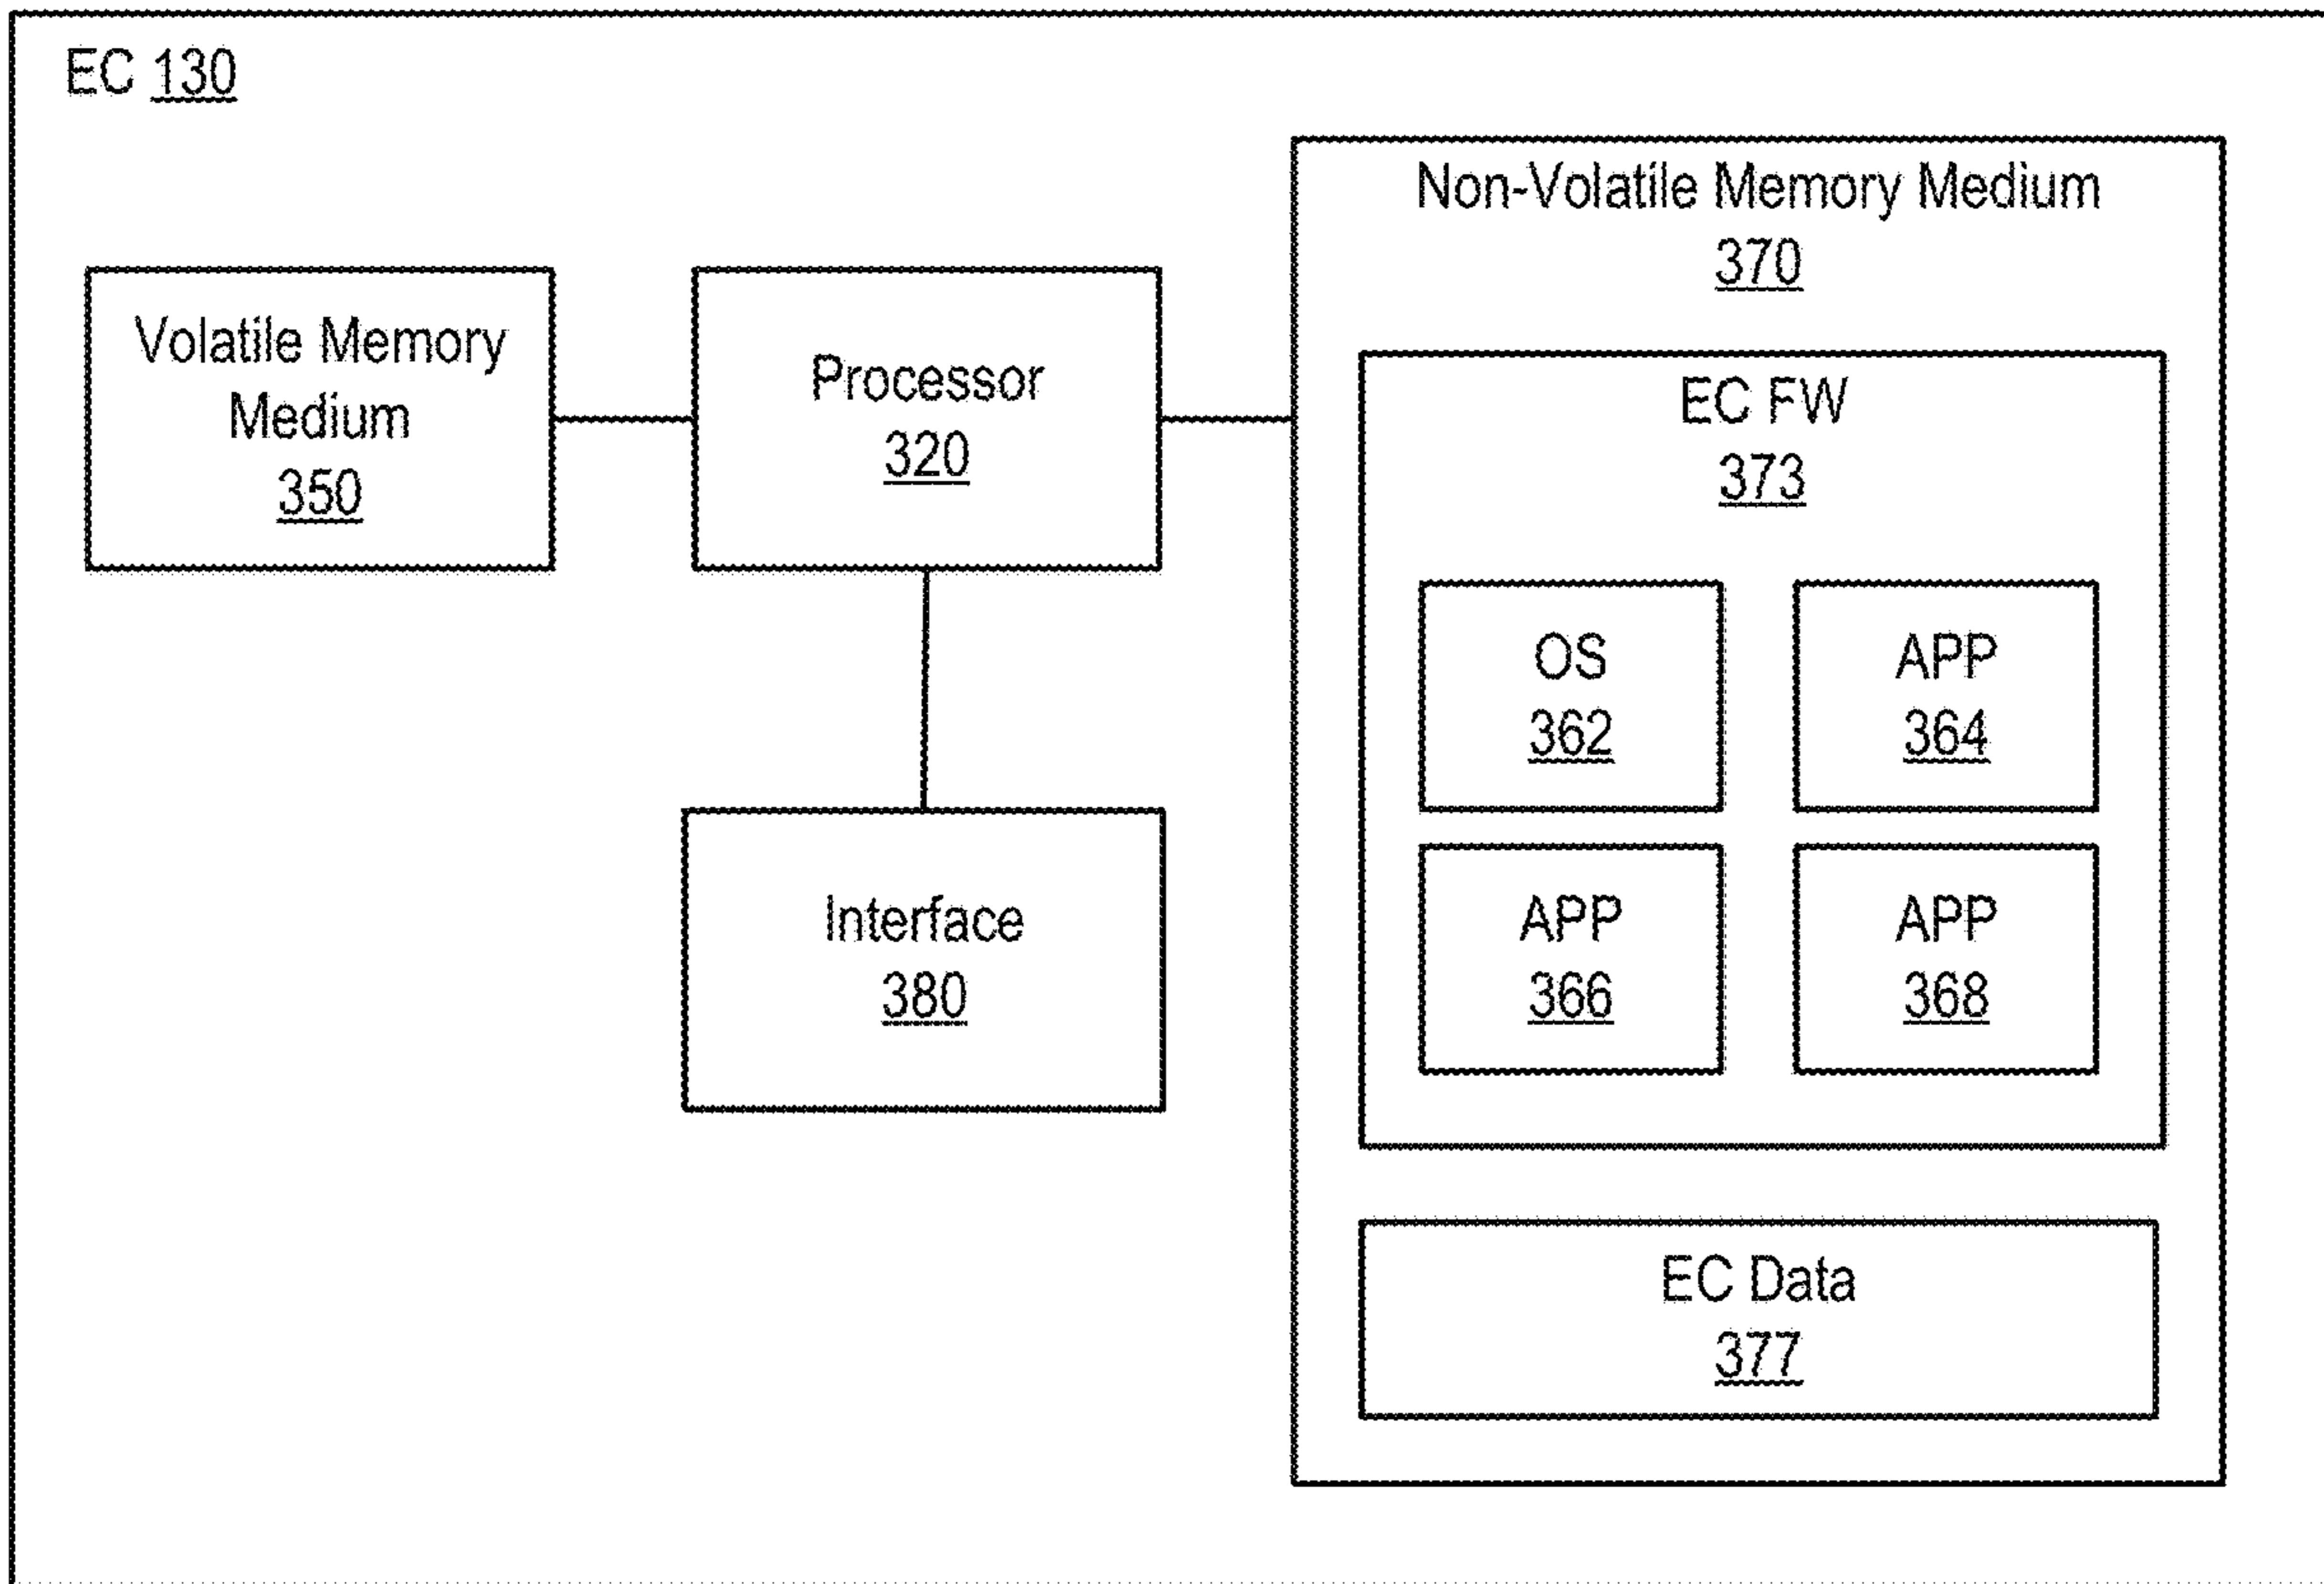 EC 130
Volatile Memory
Medium
350
Processor
320
Interface
380
Non-Volatile Memory Medium
370
EC FW
373
OS
362
APP
364
APP
366
APP
368
EC Data
377